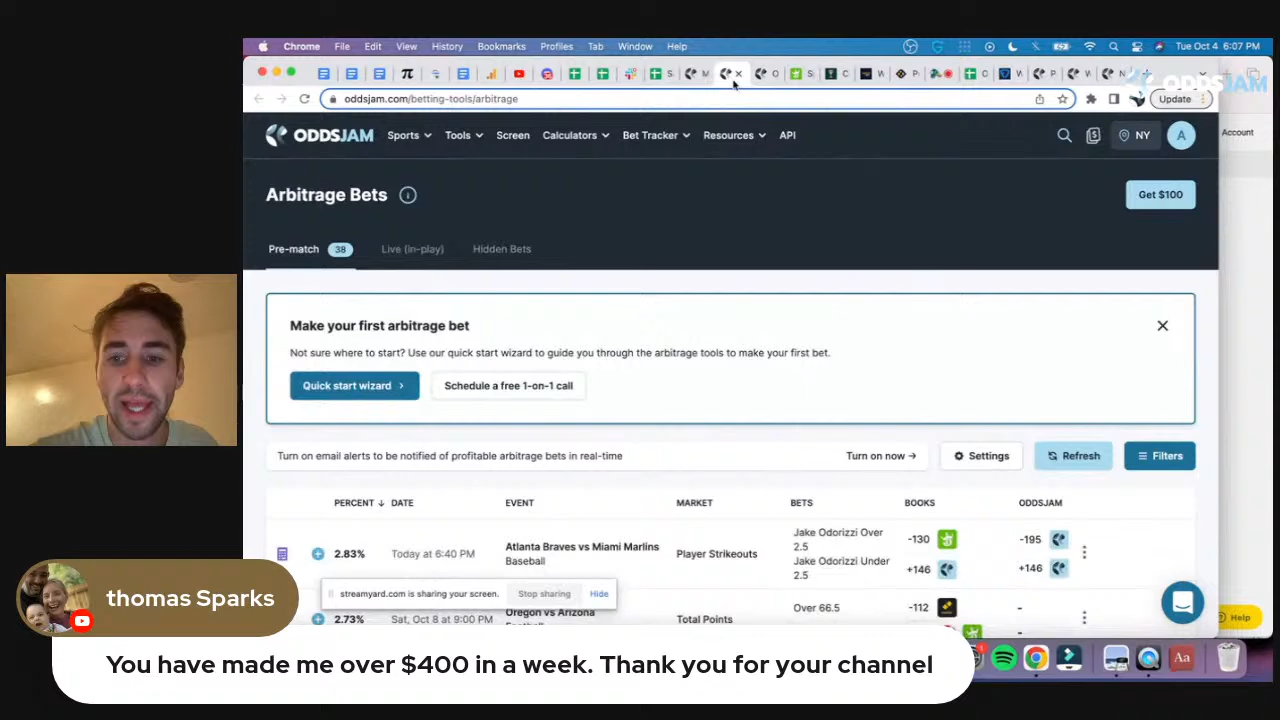 Chrome File Edit View History Bookmarks Profiles Tab Window Help Tue Oct 4 6:07 PM
oddsjam.com/betting-tools/arbitrage Update
ODDSJAM
ODDSJAM Sports Tools Screen Calculators Bet Tracker Resources API NY A Account
Arbitrage Bets Get $100
Pre-match 38 Live (in-play) Hidden Bets
Make your first arbitrage bet
Not sure where to start? Use our quick start wizard to guide you through the arbitrage tools to make your first bet.
Quick start wizard Schedule a free 1-on-1 call
Turn on email alerts to be notified of profitable arbitrage bets in real-time Turn on now → Settings Refresh Filters
PERCENT ↓ DATE EVENT MARKET BETS BOOKS ODDSJAM
2.83% Today at 6:40 PM Atlanta Braves vs Miami Marlins Player Strikeouts Jake Odorizzi Over -130 -195
Baseball 2.5
Jake Odorizzi Under +146 +146
2.5
streamyard.com is sharing your screen. Stop sharing Hide
2.73% Sat, Oct 8 at 9:00 PM Oregon vs Arizona Total Points Over 66.5 -112 - 
-
Help
thomas Sparks
You have made me over $400 in a week. Thank you for your channel
Aa